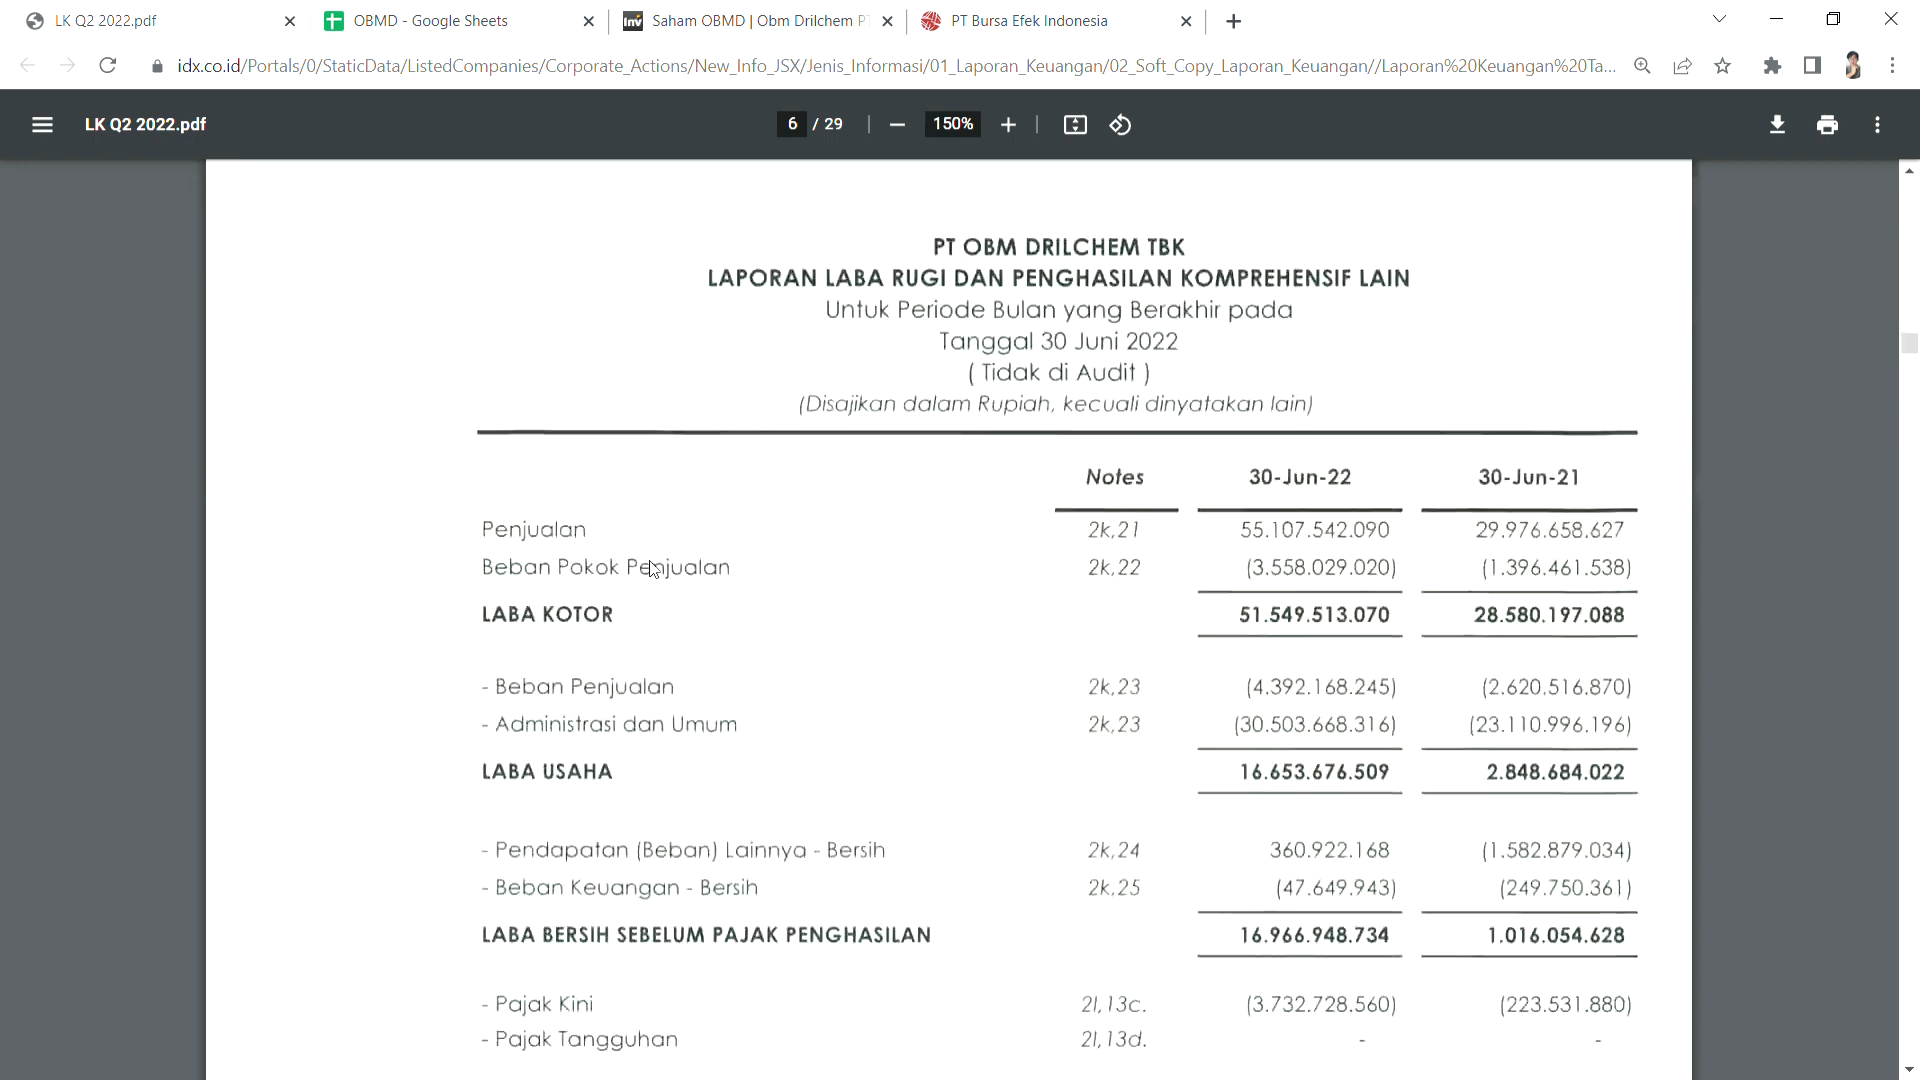 LK Q2 2022.pdf
OBMD - Google Sheets
Inv
Saham OBMD | Obm Drilchem P
PT Bursa Efek Indonesia
idx.co.id/Portals/0/StaticData/ListedCompanies/Corporate_Actions/New_Info_JSX/Jenis_Informasi/01_Laporan_Keuangan/02_Soft_Copy_Laporan_Keuangan//Laporan%20Keuangan%20Ta...
LK Q2 2022.pdf
6 / 29
150%
PT OBM DRILCHEM TBK
LAPORAN LABA RUGI DAN PENGHASILAN KOMPREHENSIF LAIN
Untuk Periode Bulan yang Berakhir pada
Tanggal 30 Juni 2022
( Tidak di Audit )
(Disajikan dalam Rupiah, kecuali dinyatakan lain)
Notes 30-Jun-22 30-Jun-21
Penjualan 2k,21 55.107.542.090 29.976.658.627
Beban Pokok Penjualan 2k,22 (3.558.029.020) (1.396.461.538)
LABA KOTOR 51.549.513.070 28.580.197.088
- Beban Penjualan 2k,23 (4.392.168.245) (2.620.516.870)
- Administrasi dan Umum 2k,23 (30.503.668.316) (23.110.996.196)
LABA USAHA 16.653.676.509 2.848.684.022
- Pendapatan (Beban) Lainnya - Bersih 2k,24 360.922.168 (1.582.879.034)
- Beban Keuangan - Bersih 2k,25 (47.649.943) (249.750.361)
LABA BERSIH SEBELUM PAJAK PENGHASILAN 16.966.948.734 1.016.054.628
- Pajak Kini 2l,13c. (3.732.728.560) (223.531.880)
- Pajak Tangguhan 2l,13d. - -